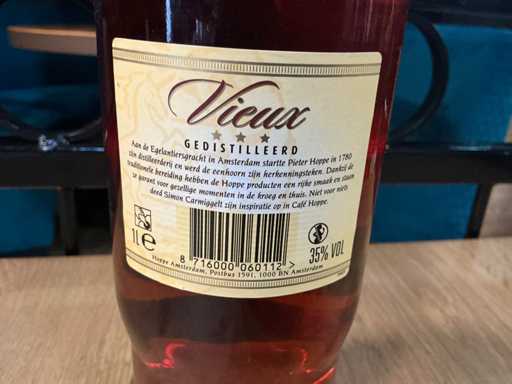 Vieux
GEDISTILLEERD
Aan de Egelantiersgracht in Amsterdam startte Pieter Hoppe in 1780
zijn distilleerderij en werd de eenhoorn zijn herkenningsteken. Dankzij de
traditionele bereiding hebben de Hoppe producten een rijke smaak en staan
ze garant voor gezellige momenten in de kroeg en thuis. Niet voor niets
deed Simon Carmiggelt zijn inspiratie op in Café Hoppe.
1L e
35% VOL
8 716000 060112 >
Hoppe Amsterdam, Postbus 1591, 1000 BN Amsterdam